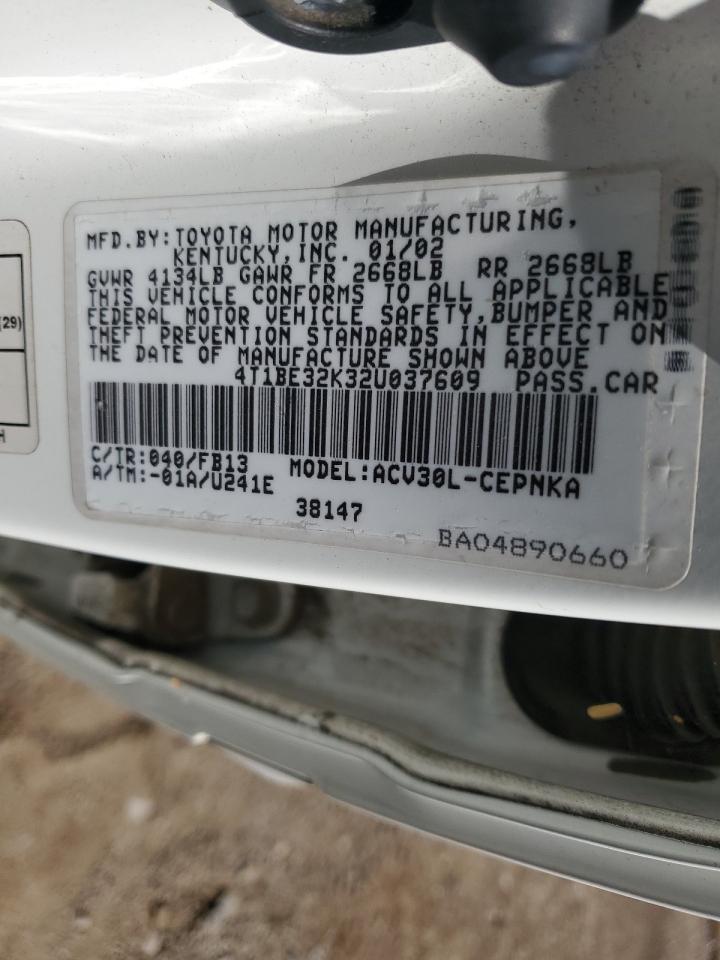 MFD.BY:TOYOTA MOTOR MANUFACTURING,
KENTUCKY,INC. 01/02
GVWR 4134LB GAWR FR 2668LB RR 2668LB
THIS VEHICLE CONFORMS TO ALL APPLICABLE
FEDERAL MOTOR VEHICLE SAFETY,BUMPER AND
THEFT PREVENTION STANDARDS IN EFFECT ON
THE DATE OF MANUFACTURE SHOWN ABOVE
4T1BE32K32U037609 PASS.CAR
C/TR:040/FB13 MODEL:ACV30L-CEPNKA
A/TM:-01A/U241E
38147
BA04890660
(29)
H